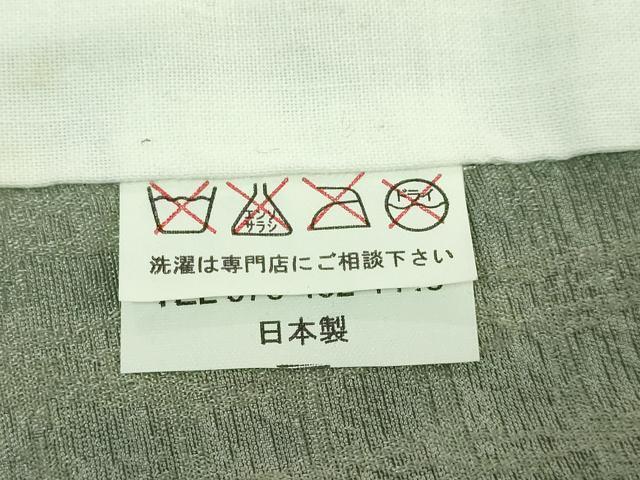 エンソ
サラシ
ドライ
洗濯は専門店にご相談下さい
日本製